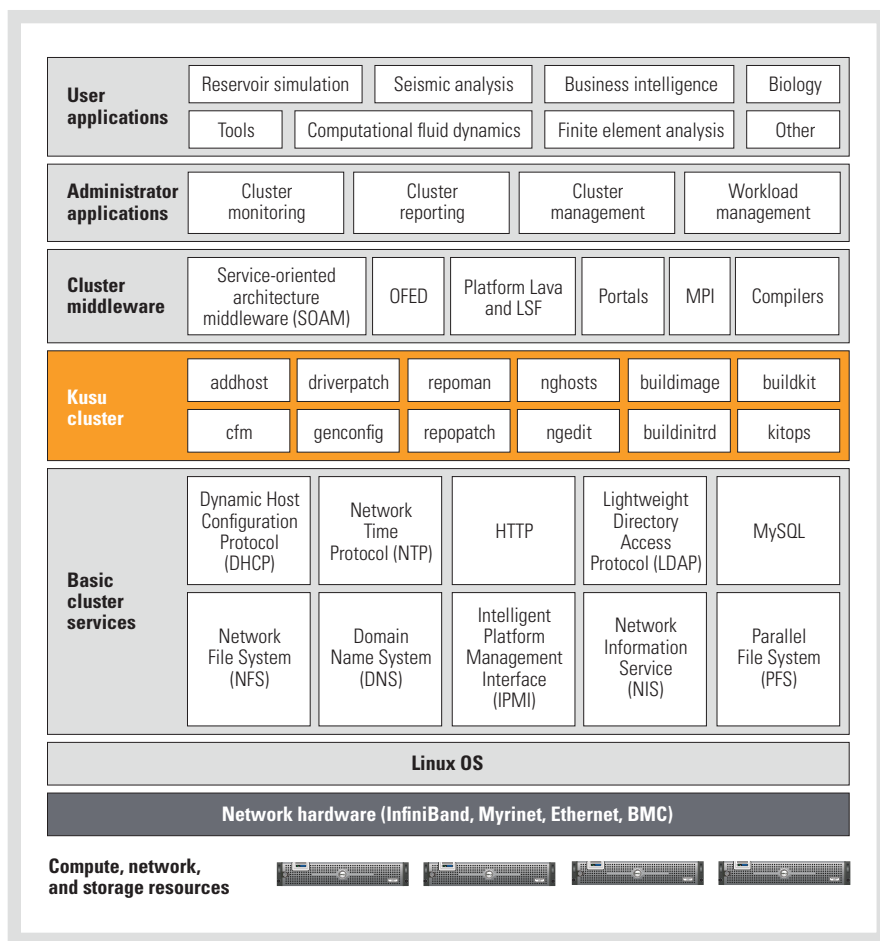 User
applications
Reservoir simulation
Seismic analysis
Business intelligence
Biology
Tools
Computational fluid dynamics
Finite element analysis
Other
Administrator
applications
Cluster
monitoring
Cluster
reporting
Cluster
management
Workload
management
Cluster
middleware
Service-oriented
architecture
middleware (SOAM)
OFED
Platform Lava
and LSF
Portals
MPI
Compilers
Kusu
cluster
addhost
driverpatch
repoman
nghosts
buildimage
buildkit
cfm
genconfig
repopatch
ngedit
buildinitrd
kitops
Basic
cluster
services
Dynamic Host
Configuration
Protocol
(DHCP)
Network
Time
Protocol (NTP)
HTTP
Lightweight
Directory
Access
Protocol (LDAP)
MySQL
Network
File System
(NFS)
Domain
Name System
(DNS)
Intelligent
Platform
Management
Interface
(IPMI)
Network
Information
Service
(NIS)
Parallel
File System
(PFS)
Linux OS
Network hardware (InfiniBand, Myrinet, Ethernet, BMC)
Compute, network,
and storage resources